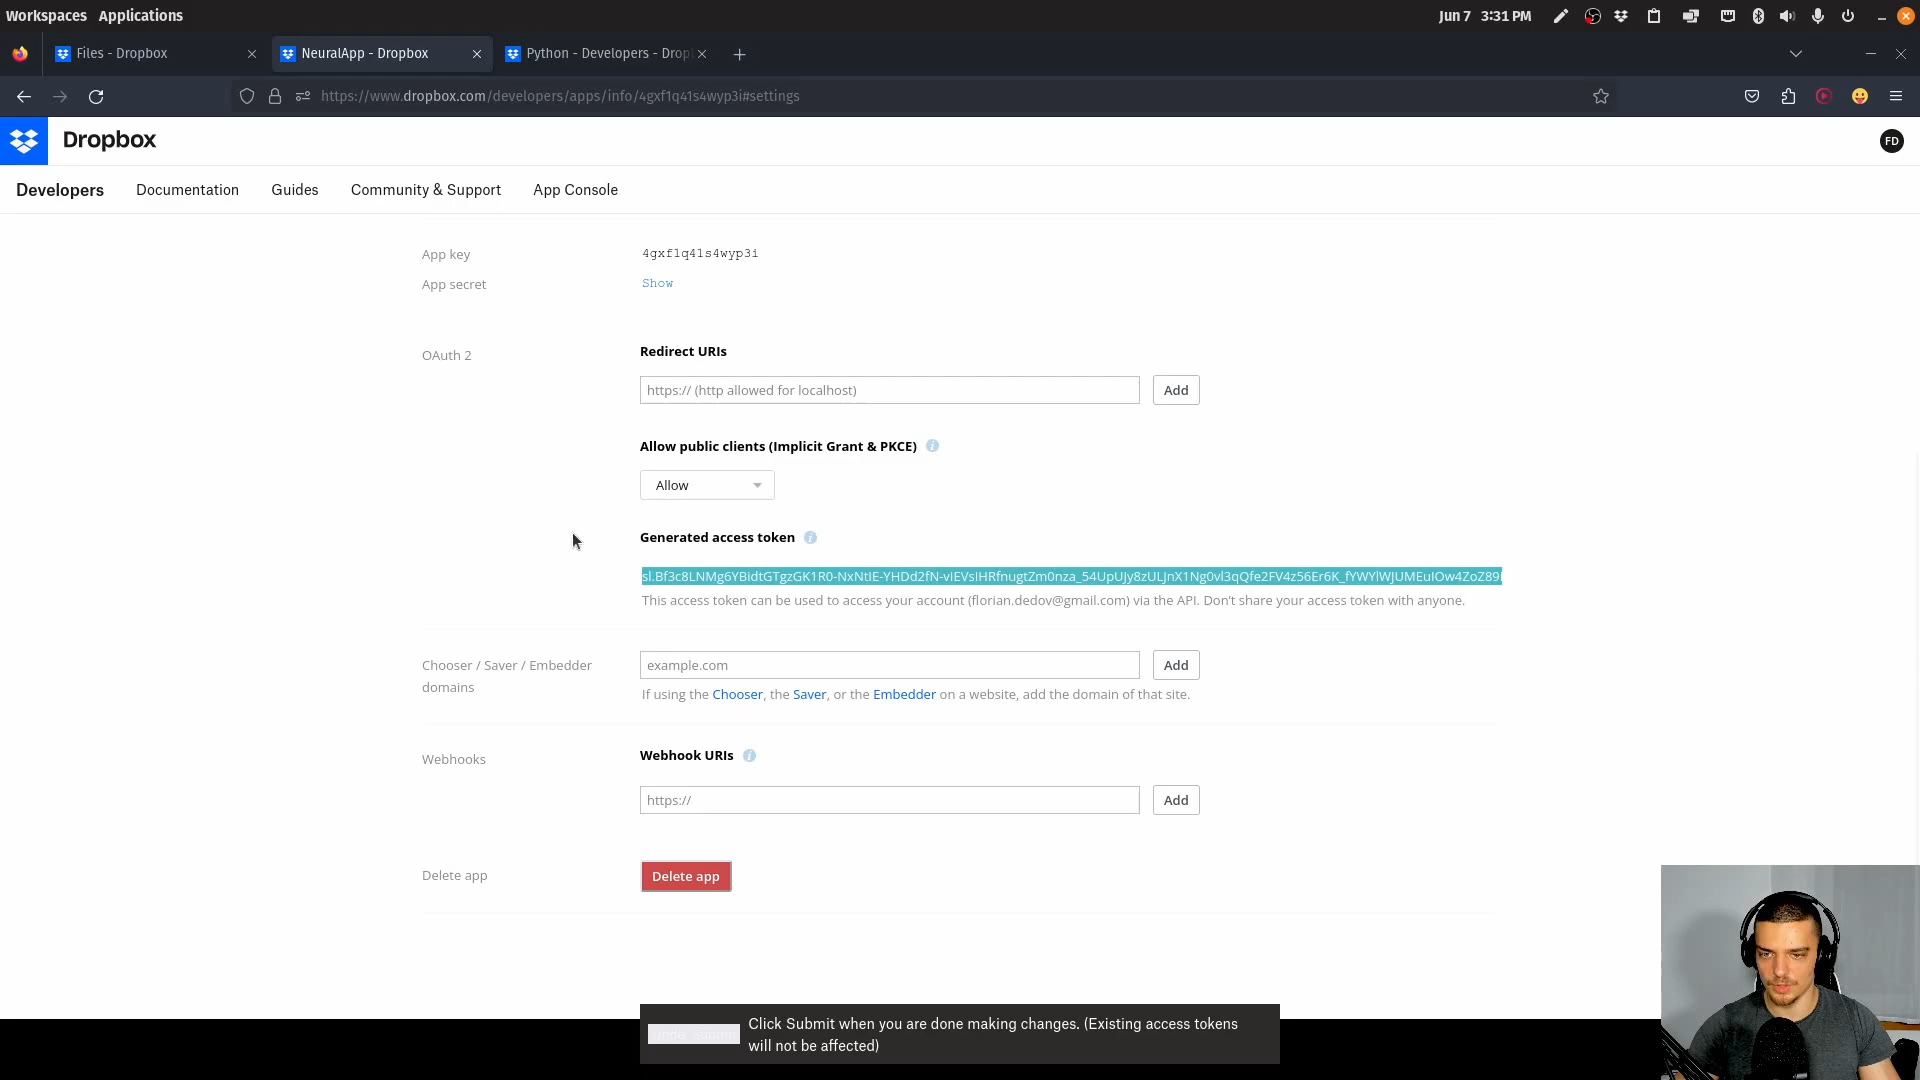 Workspaces Applications
Jun 7 3:31 PM
Files - Dropbox
NeuralApp - Dropbox
Python - Developers - Drop
https://www.dropbox.com/developers/apps/info/4gxf1q41s4wyp3i#settings
Dropbox
FD
Developers Documentation Guides Community & Support App Console
App key 4gxf1q41s4wyp3i
App secret Show
OAuth 2 Redirect URIs
https:// (http allowed for localhost) Add
Allow public clients (Implicit Grant & PKCE)
Allow
Generated access token
This access token can be used to access your account (florian.dedov@gmail.com) via the API. Don't share your access token with anyone.
Chooser / Saver / Embedder
domains
example.com Add
If using the Chooser, the Saver, or the Embedder on a website, add the domain of that site.
Webhooks Webhook URIs
https:// Add
Delete app Delete app
Click Submit when you are done making changes. (Existing access tokens
will not be affected)